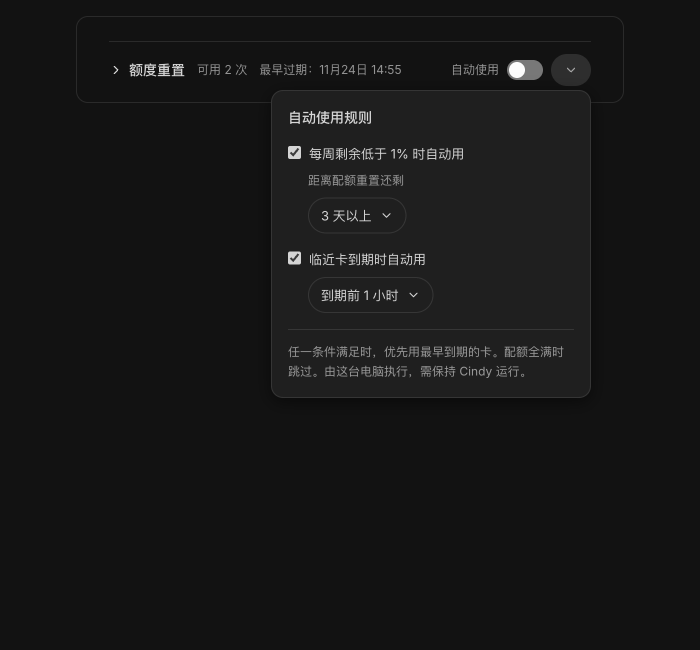 额度重置 可用 2 次 最早过期：11月24日 14:55 自动使用
自动使用规则
每周剩余低于 1% 时自动用
距离配额重置还剩
3 天以上
临近卡到期时自动用
到期前 1 小时
任一条件满足时，优先用最早到期的卡。配额全满时
跳过。由这台电脑执行，需保持 Cindy 运行。